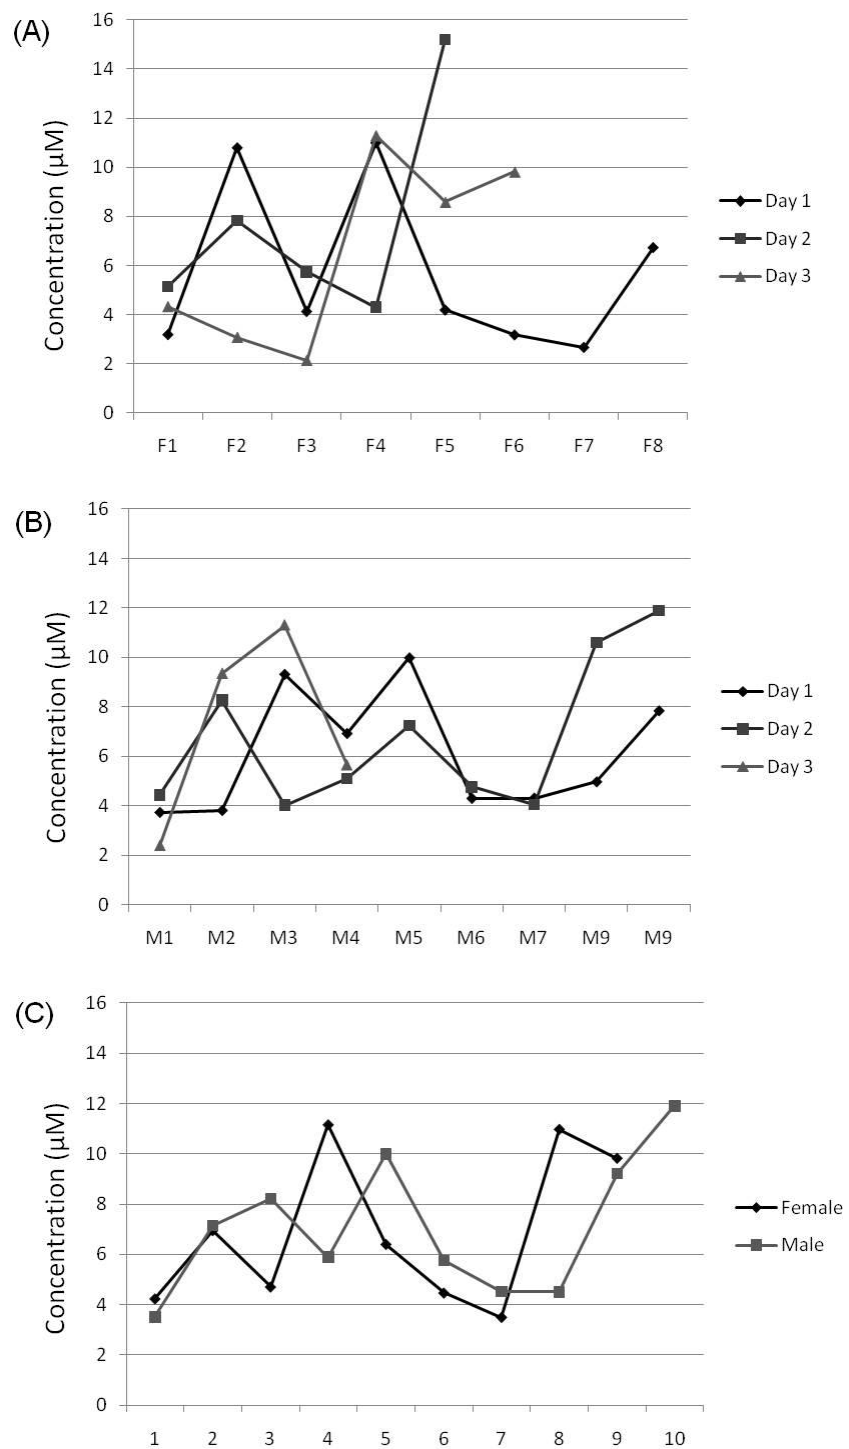 (A)
Concentration (µM)
16
14
12
10
8
6
4
2
0
F1 F2 F3 F4 F5 F6 F7 F8
Day 1
Day 2
Day 3
(B)
Concentration (µM)
16
14
12
10
8
6
4
2
0
M1 M2 M3 M4 M5 M6 M7 M9 M9
Day 1
Day 2
Day 3
(C)
Concentration (µM)
16
14
12
10
8
6
4
2
0
1 2 3 4 5 6 7 8 9 10
Female
Male